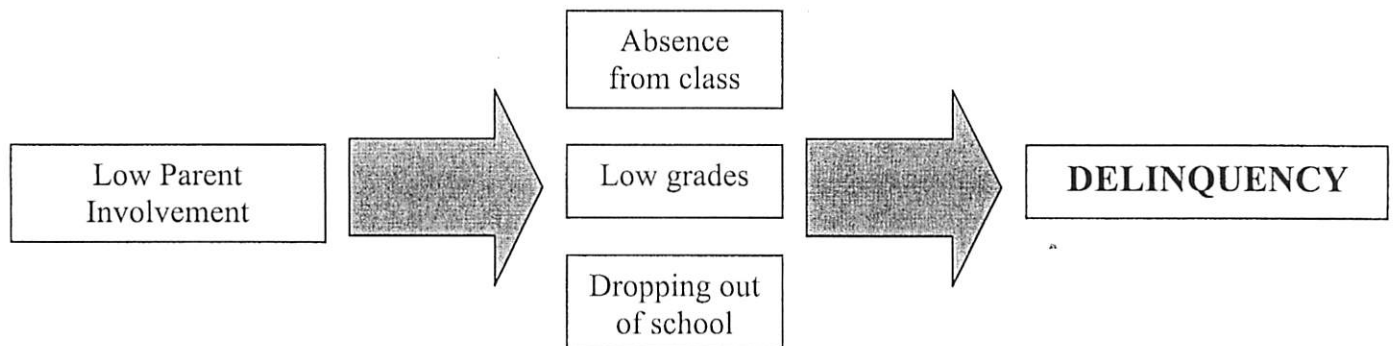 Low Parent
Involvement
Absence
from class
Low grades
Dropping out
of school
DELINQUENCY